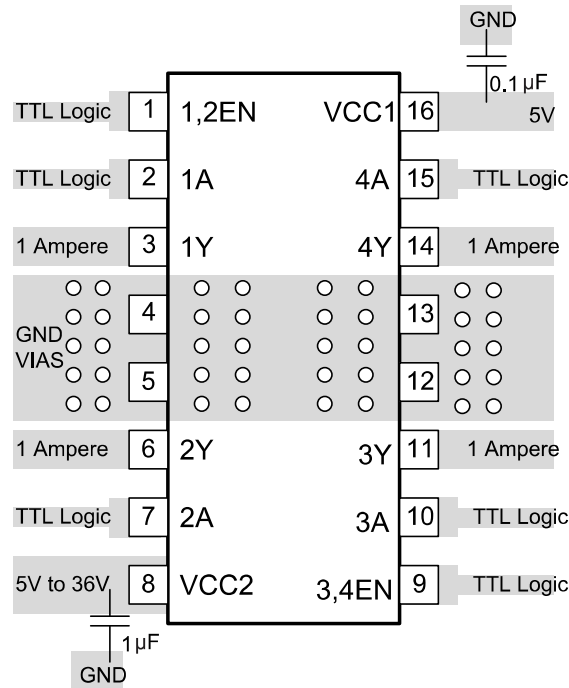 GND
0.1µF
TTL Logic 1 1,2EN VCC1 16 5V
TTL Logic 2 1A 4A 15 TTL Logic
1 Ampere 3 1Y 4Y 14 1 Ampere
4 13
GND
VIAS
5 12
1 Ampere 6 2Y 3Y 11 1 Ampere
TTL Logic 7 2A 3A 10 TTL Logic
5V to 36V 8 VCC2 3,4EN 9 TTL Logic
1µF
GND